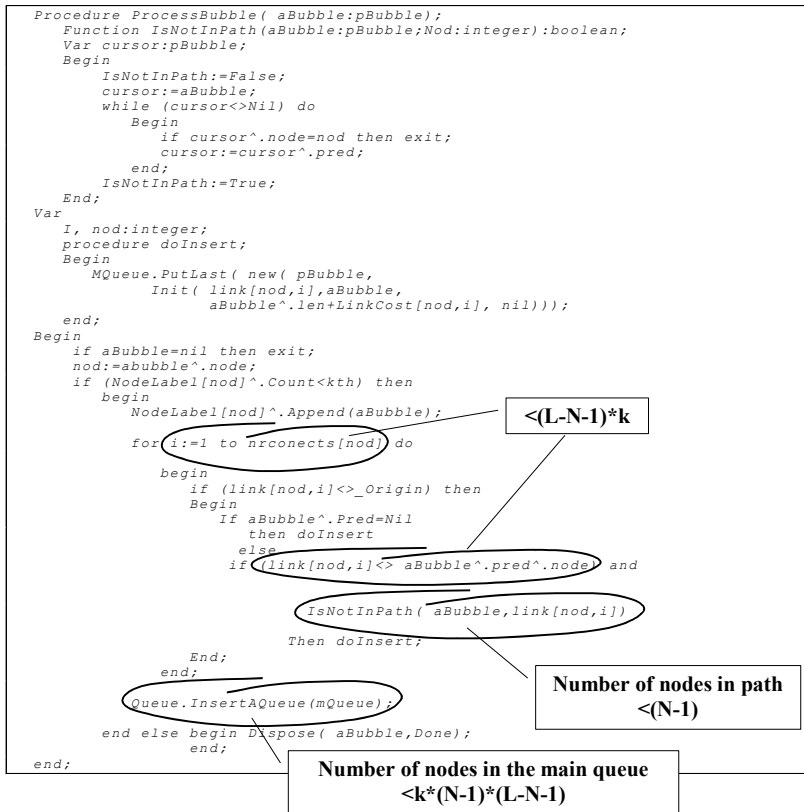 Procedure ProcessBubble( aBubble:pBubble);
Function IsNotInPath(aBubble:pBubble;Nod:integer):boolean;
Var cursor:pBubble;
Begin
IsNotInPath:=False;
cursor:=aBubble;
while (cursor<>Nil) do
Begin
if cursor^.node=nod then exit;
cursor:=cursor^.pred;
end;
IsNotInPath:=True;
End;
Var
I, nod:integer;
procedure doInsert;
Begin
MQueue.PutLast( new( pBubble,
Init( link[nod,i],aBubble,
aBubble^.len+LinkCost[nod,i], nil)));
end;
Begin
if aBubble=nil then exit;
nod:=abubble^.node;
if (NodeLabel[nod]^.Count<kth) then
begin
NodeLabel[nod]^.Append(aBubble);
<(L-N-1)*k
for i:=1 to nrconects[nod] do
begin
if (link[nod,i]<>_Origin) then
Begin
If aBubble^.Pred=Nil
then doInsert
else
if (link[nod,i]<> aBubble^.pred^.node) and
IsNotInPath( aBubble,link[nod,i])
Then doInsert;
End;
end;
Number of nodes in path
<(N-1)
Queue.InsertAQueue(mQueue);
end else begin Dispose( aBubble,Done);
end;
Number of nodes in the main queue
<k*(N-1)*(L-N-1)
end;